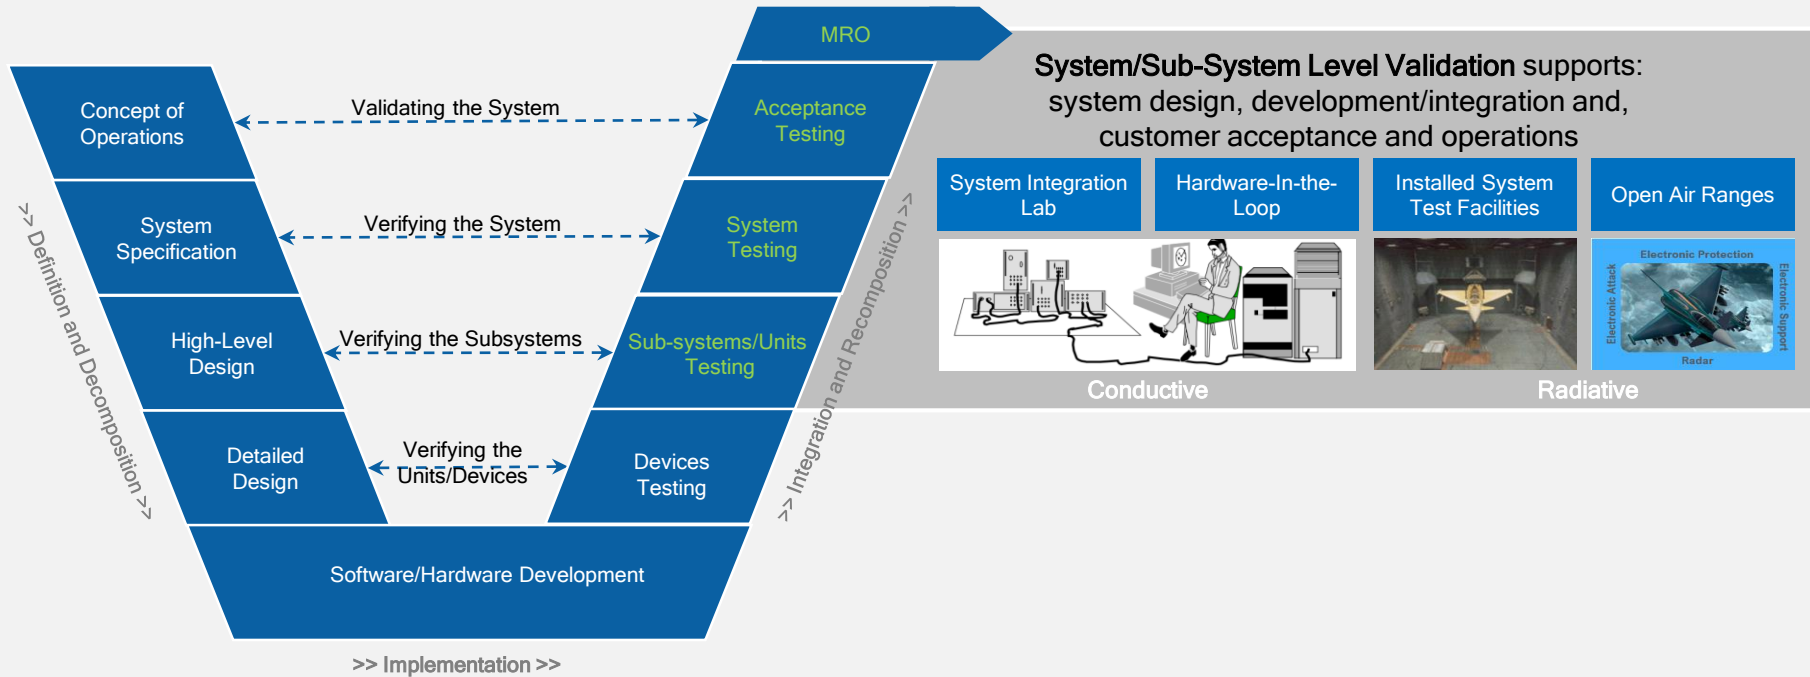 MRO
Concept of
Operations
Validating the System
Acceptance
Testing
System
Specification
Verifying the System
System
Testing
High-Level
Design
Verifying the Subsystems
Sub-systems/Units
Testing
Detailed
Design
Verifying the
Units/Devices
Devices
Testing
Software/Hardware Development
>> Definition and Decomposition >>
>> Implementation >>
>> Integration and Recomposition >>
System/Sub-System Level Validation supports:
system design, development/integration and,
customer acceptance and operations
System Integration
Lab
Hardware-In-the-
Loop
Installed System
Test Facilities
Open Air Ranges
Electronic Protection
Electronic Attack
Electronic Support
Radar
Conductive
Radiative